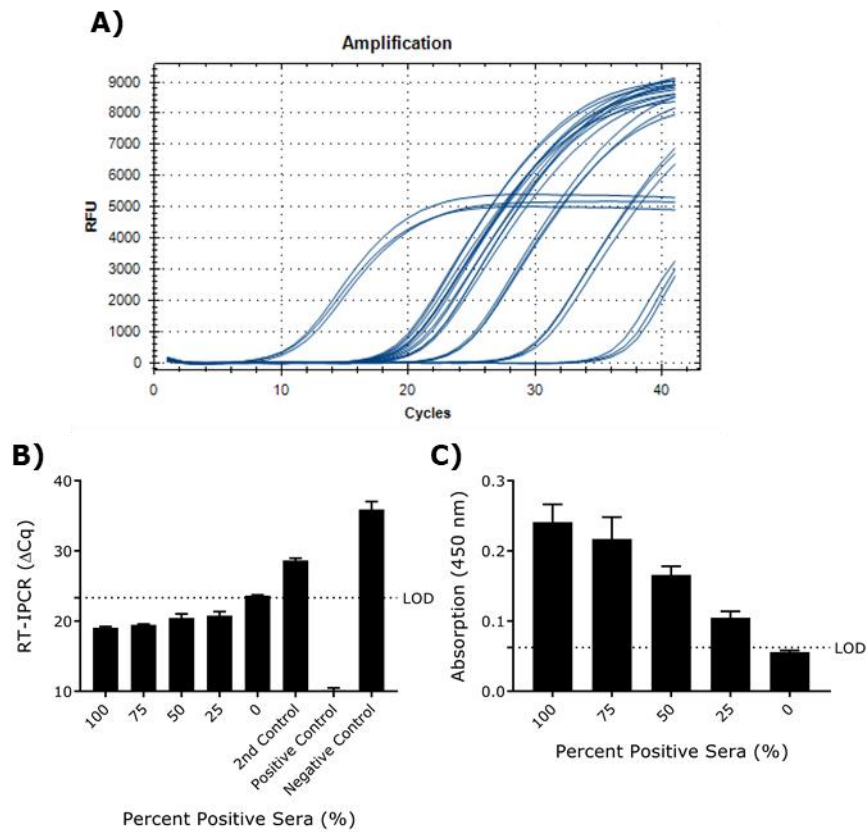 A)
Amplification
9000
8000
7000
6000
5000
4000
3000
2000
1000
0
RFU
0 10 20 30 40
Cycles
B)
40
30
20
10
RT-IPCR (ΔCq)
LOD
100 75 50 25 0 2nd Control Positive Control Negative Control
Percent Positive Sera (%)
C)
0.3
0.2
0.1
0.0
Absorption (450 nm)
LOD
100 75 50 25 0
Percent Positive Sera (%)